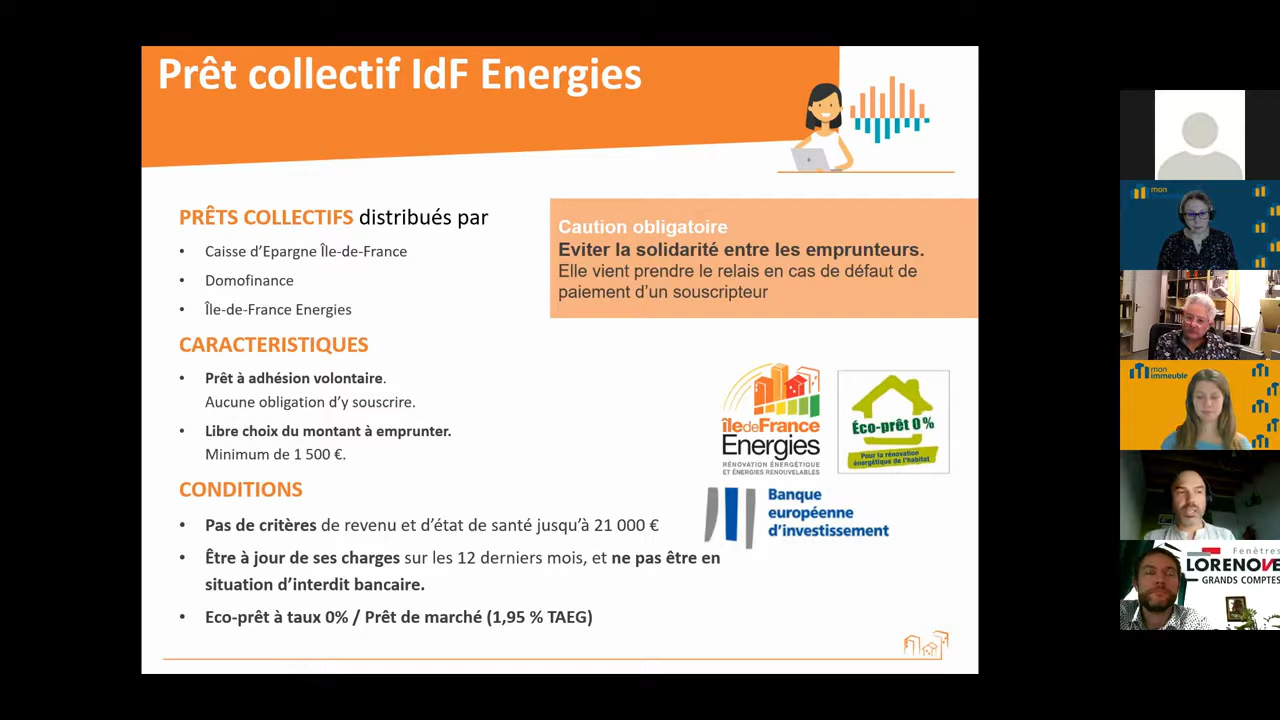 Prêt collectif IdF Energies
PRÊTS COLLECTIFS distribués par
• Caisse d’Epargne Île-de-France
• Domofinance
• Île-de-France Energies
CARACTERISTIQUES
• Prêt à adhésion volontaire.
Aucune obligation d’y souscrire.
• Libre choix du montant à emprunter.
Minimum de 1 500 €.
CONDITIONS
• Pas de critères de revenu et d’état de santé jusqu’à 21 000 €
• Être à jour de ses charges sur les 12 derniers mois, et ne pas être en
situation d’interdit bancaire.
• Eco-prêt à taux 0% / Prêt de marché (1,95 % TAEG)
Caution obligatoire
Eviter la solidarité entre les emprunteurs.
Elle vient prendre le relais en cas de défaut de
paiement d’un souscripteur
île de France
Energies
RÉNOVATION ÉNERGÉTIQUE
ET ÉNERGIES RENOUVELABLES
Éco-prêt 0 %
Pour la rénovation
énergétique de l’habitat
Banque
européenne
d’investissement
mon
immeuble
mon
immeuble
Fenêtres
LORENOVE
GRANDS COMPTES